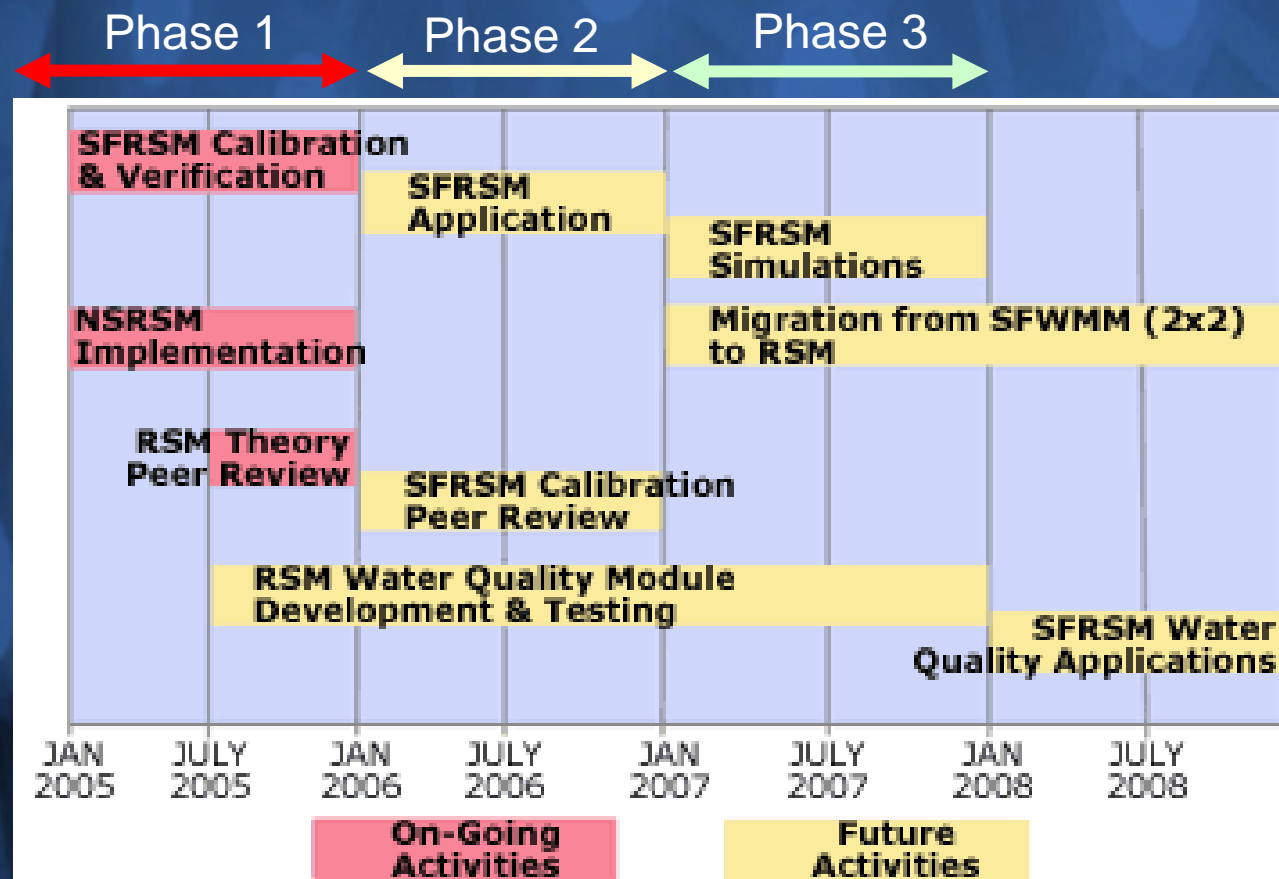 Phase 1
Phase 2
Phase 3
SFRSM Calibration
& Verification
SFRSM
Application
SFRSM
Simulations
NSRSM
Implementation
Migration from SFWMM (2x2)
to RSM
RSM Theory
Peer Review
SFRSM Calibration
Peer Review
RSM Water Quality Module
Development & Testing
SFRSM Water
Quality Applications
JAN
2005
JULY
2005
JAN
2006
JULY
2006
JAN
2007
JULY
2007
JAN
2008
JULY
2008
On-Going
Activities
Future
Activities